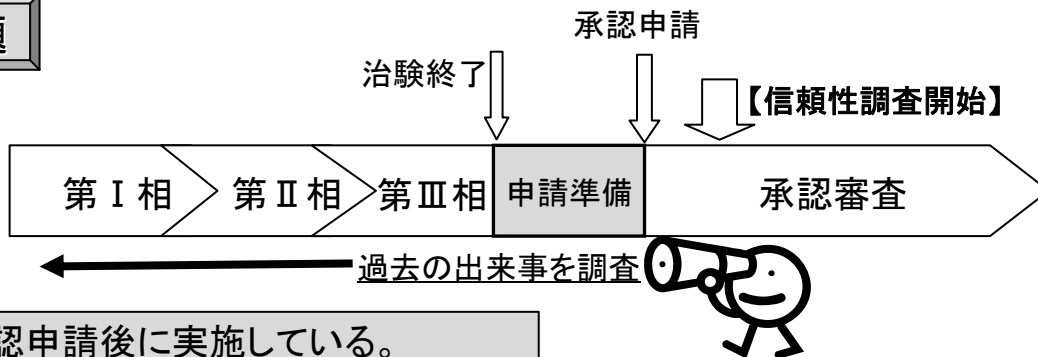 題
承認申請
治験終了
【信頼性調査開始】
第Ⅰ相 第Ⅱ相 第Ⅲ相 申請準備 承認審査
過去の出来事を調査
認申請後に実施している。